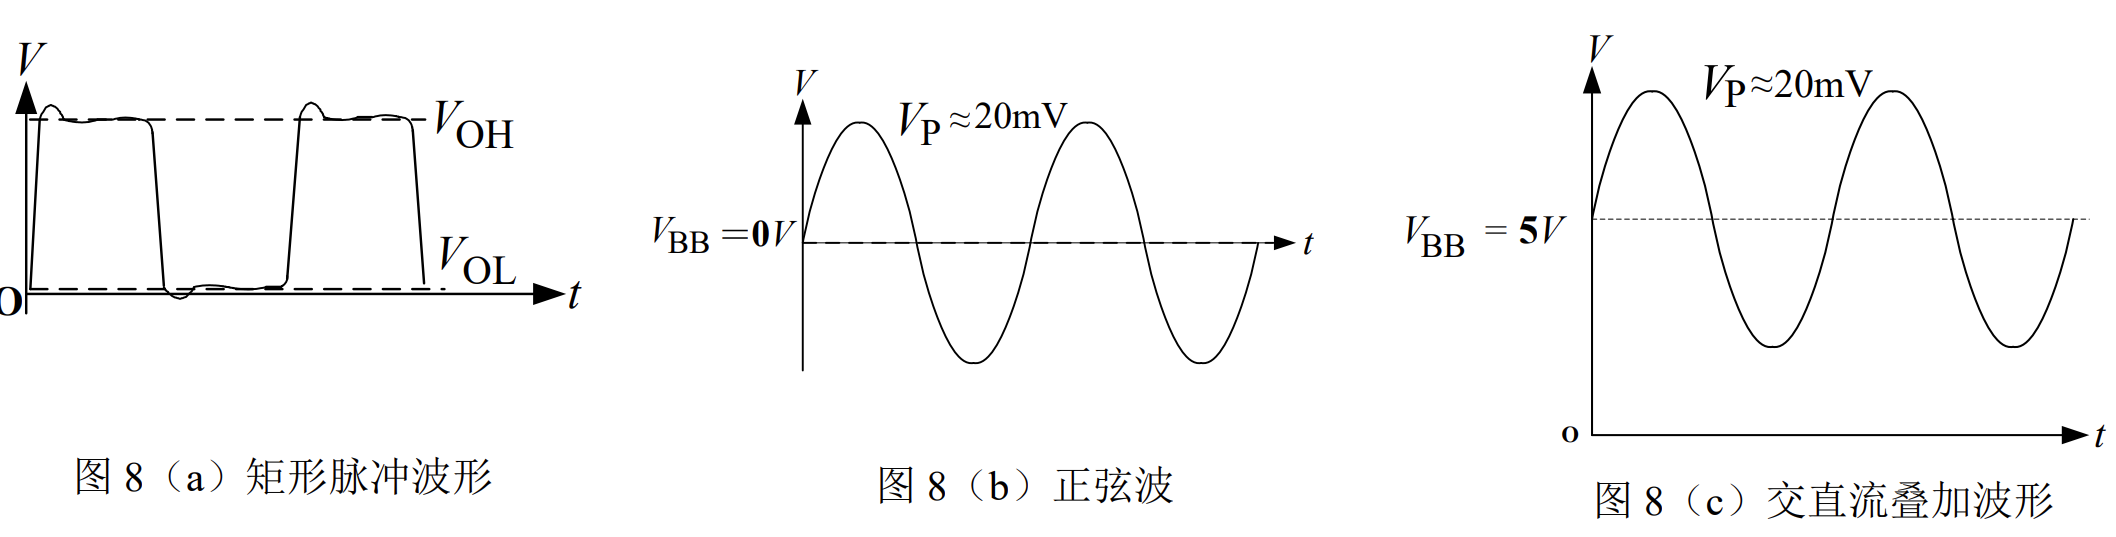 V
VOH
VOL
O
t
图 8（a）矩形脉冲波形
V
VP ≈20mV
VBB =0V
t
图 8（b）正弦波
V
VP≈20mV
VBB = 5V
o
t
图 8（c）交直流叠加波形